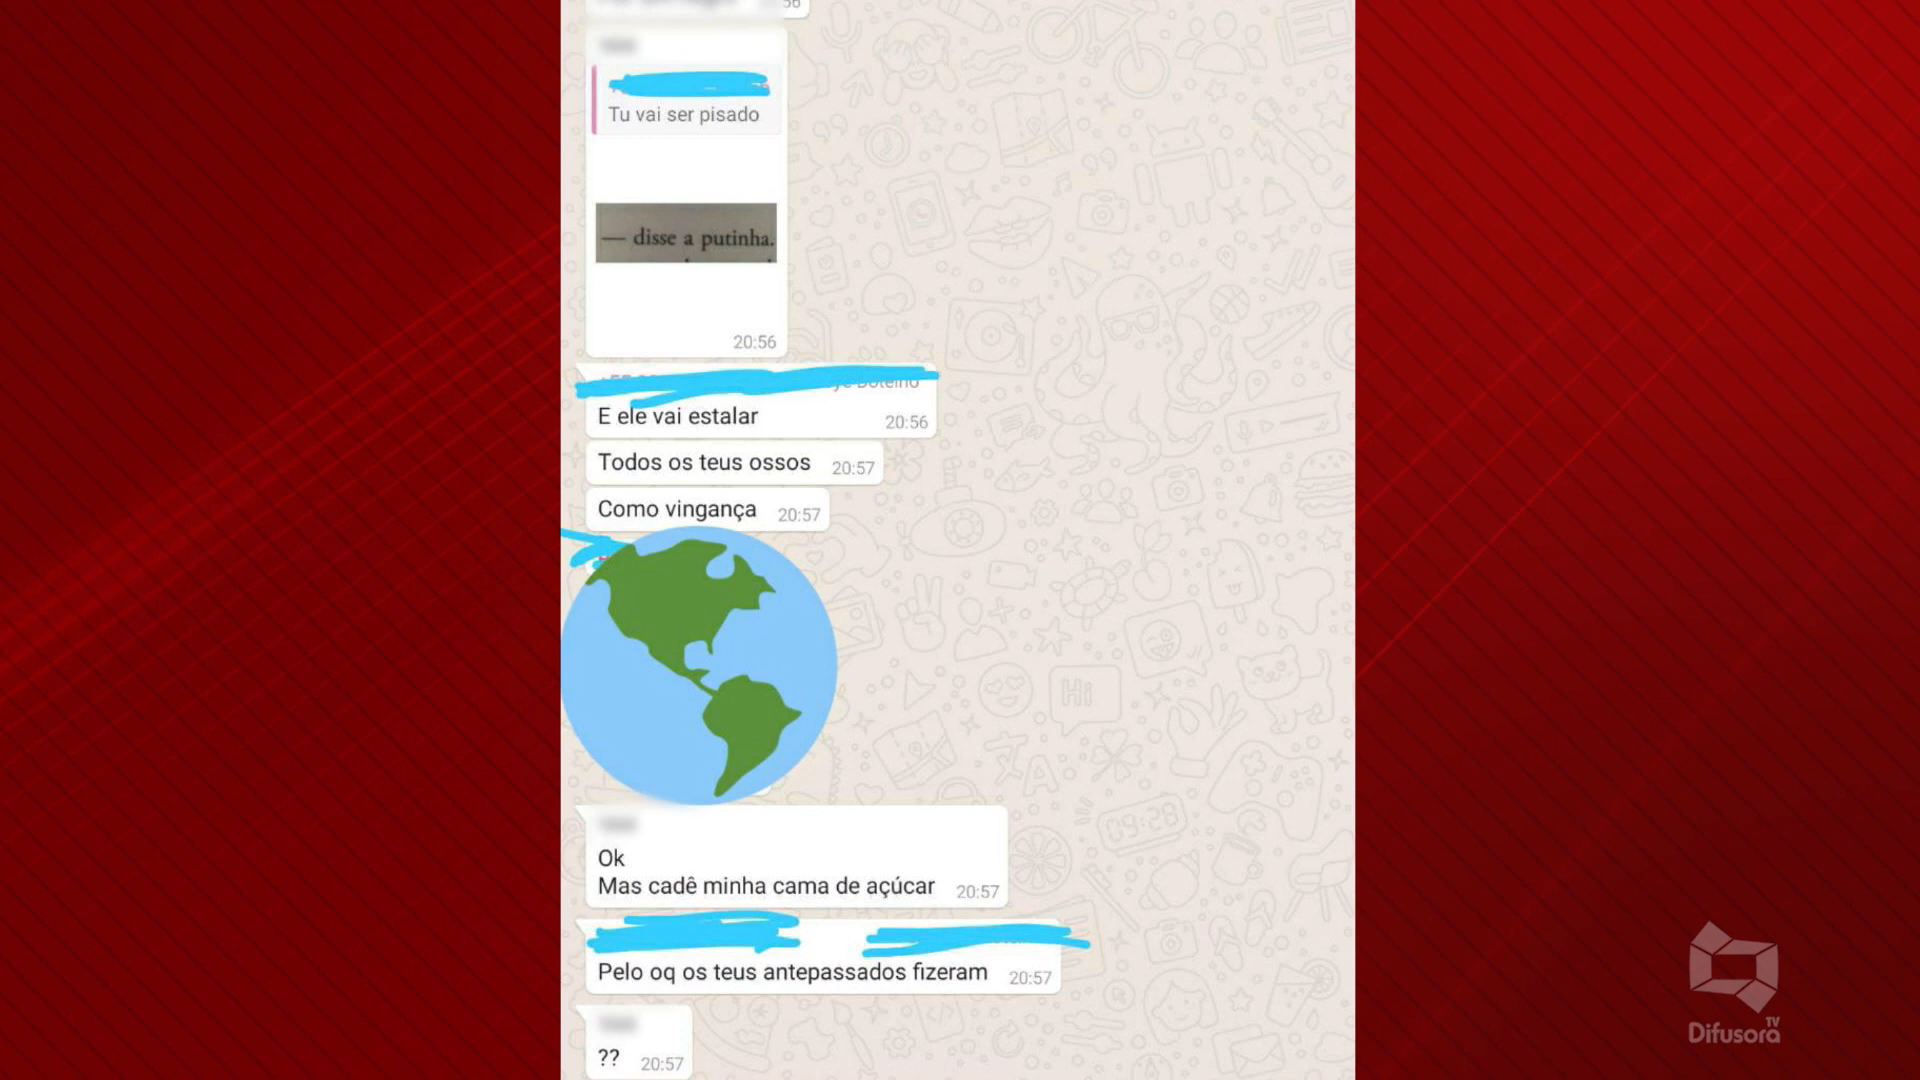 56
Tu vai ser pisado
— disse a putinha.
20:56
E ele vai estalar
20:56
Todos os teus ossos 20:57
Como vingança 20:57
Ok
Mas cadê minha cama de açúcar 20:57
Pelo oq os teus antepassados fizeram 20:57
?? 20:57
TV
Difusora